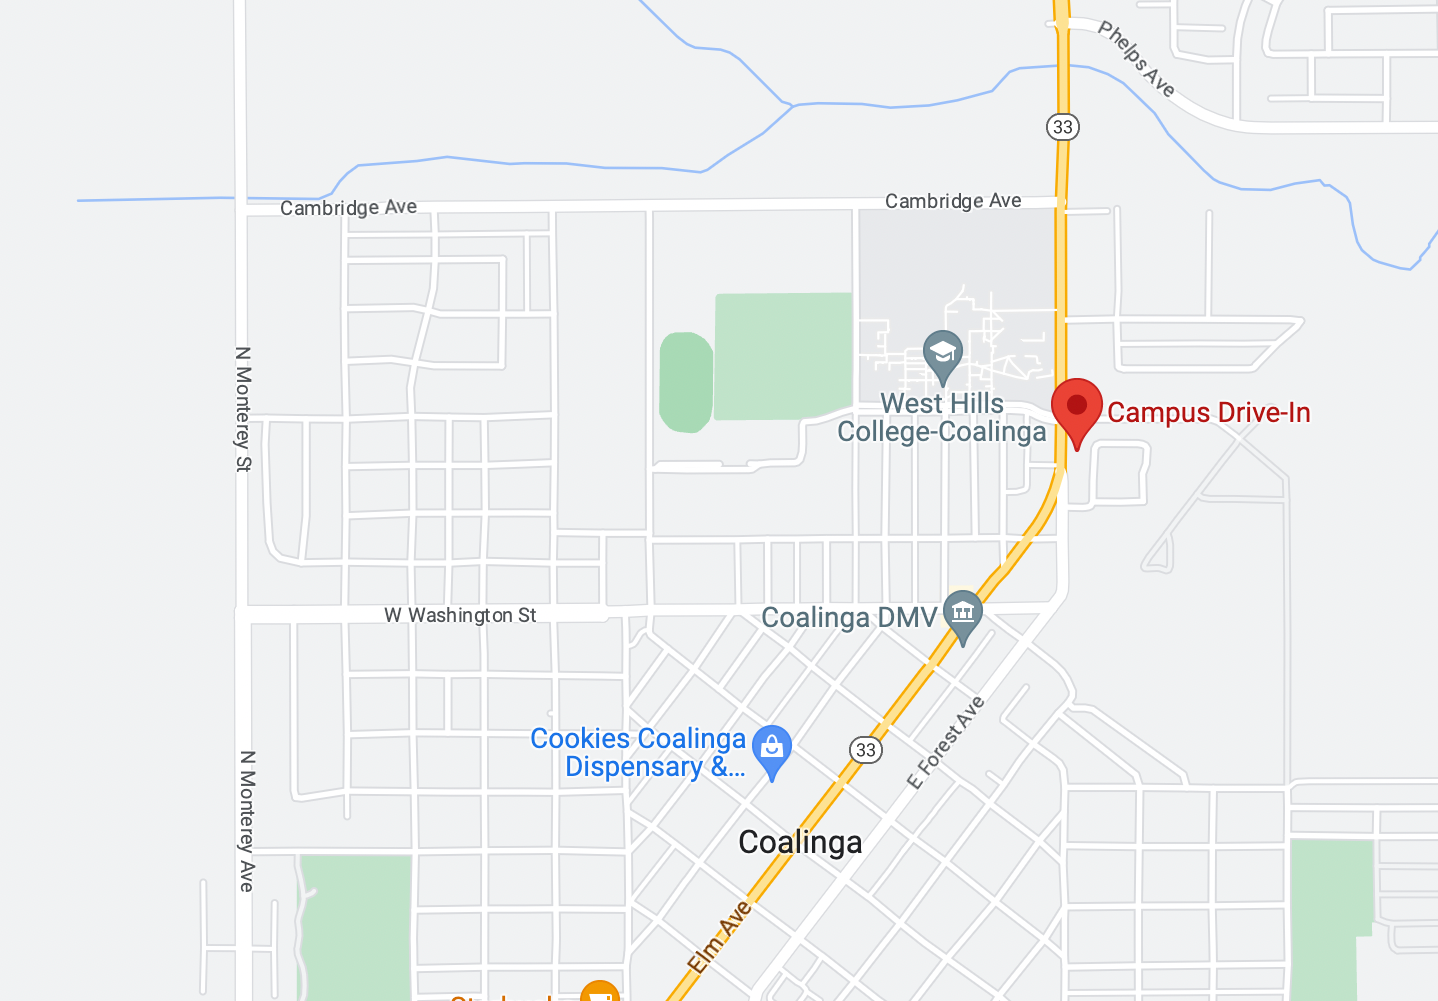 Phelps Ave
33
Cambridge Ave
Cambridge Ave
N Monterey St
West Hills
College-Coalinga
Campus Drive-In
W Washington St
Coalinga DMV
Cookies Coalinga
Dispensary &...
33
E Forest Ave
N Monterey Ave
Coalinga
Elm Ave